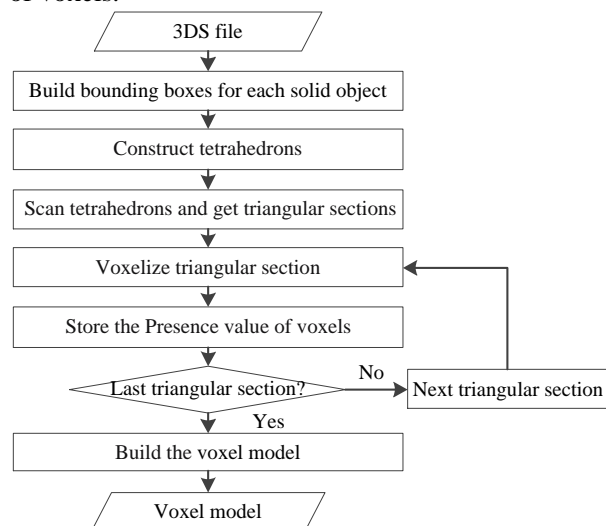 of voxels.
3DS file
Build bounding boxes for each solid object
Construct tetrahedrons
Scan tetrahedrons and get triangular sections
Voxelize triangular section
Store the Presence value of voxels
Last triangular section?
No
Next triangular section
Yes
Build the voxel model
Voxel model